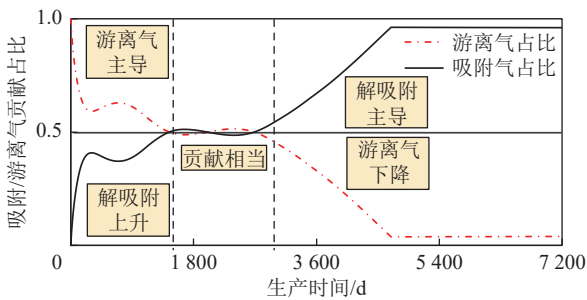 吸附/游离气贡献占比
1.0
0.5
0
游离气
主导
解吸附
上升
贡献相当
游离气占比
吸附气占比
解吸附
主导
游离气
下降
1 800
3 600
5 400
7 200
生产时间/d